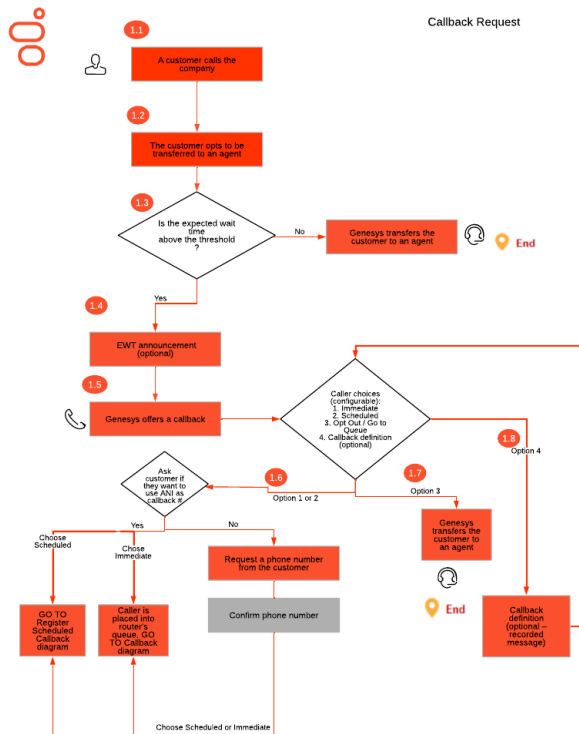 Callback Request
1.1
A customer calls the
company
1.2
The customer opts to be
transferred to an agent
1.3
Is the expected wait
time
above the threshold
?
No
Genesys transfers the
customer to an agent
End
Yes
1.4
EWT announcement
(optional)
1.5
Genesys offers a callback
Caller choices
(configurable):
1. Immediate
2. Scheduled
3. Opt Out / Go to
Queue
4. Callback definition
(optional)
1.8
Option 4
1.6
Option 1 or 2
1.7
Option 3
Ask
customer if
they want to
use ANI as
callback #
Yes
No
Choose
Scheduled
Chose
Immediate
Request a phone number
from the customer
Genesys
transfers the
customer to
an agent
End
GO TO
Register
Scheduled
Callback
diagram
Caller is
placed into
router's
queue. GO
TO Callback
diagram
Confirm phone number
Callback
definition
(optional –
recorded
message)
Choose Scheduled or Immediate